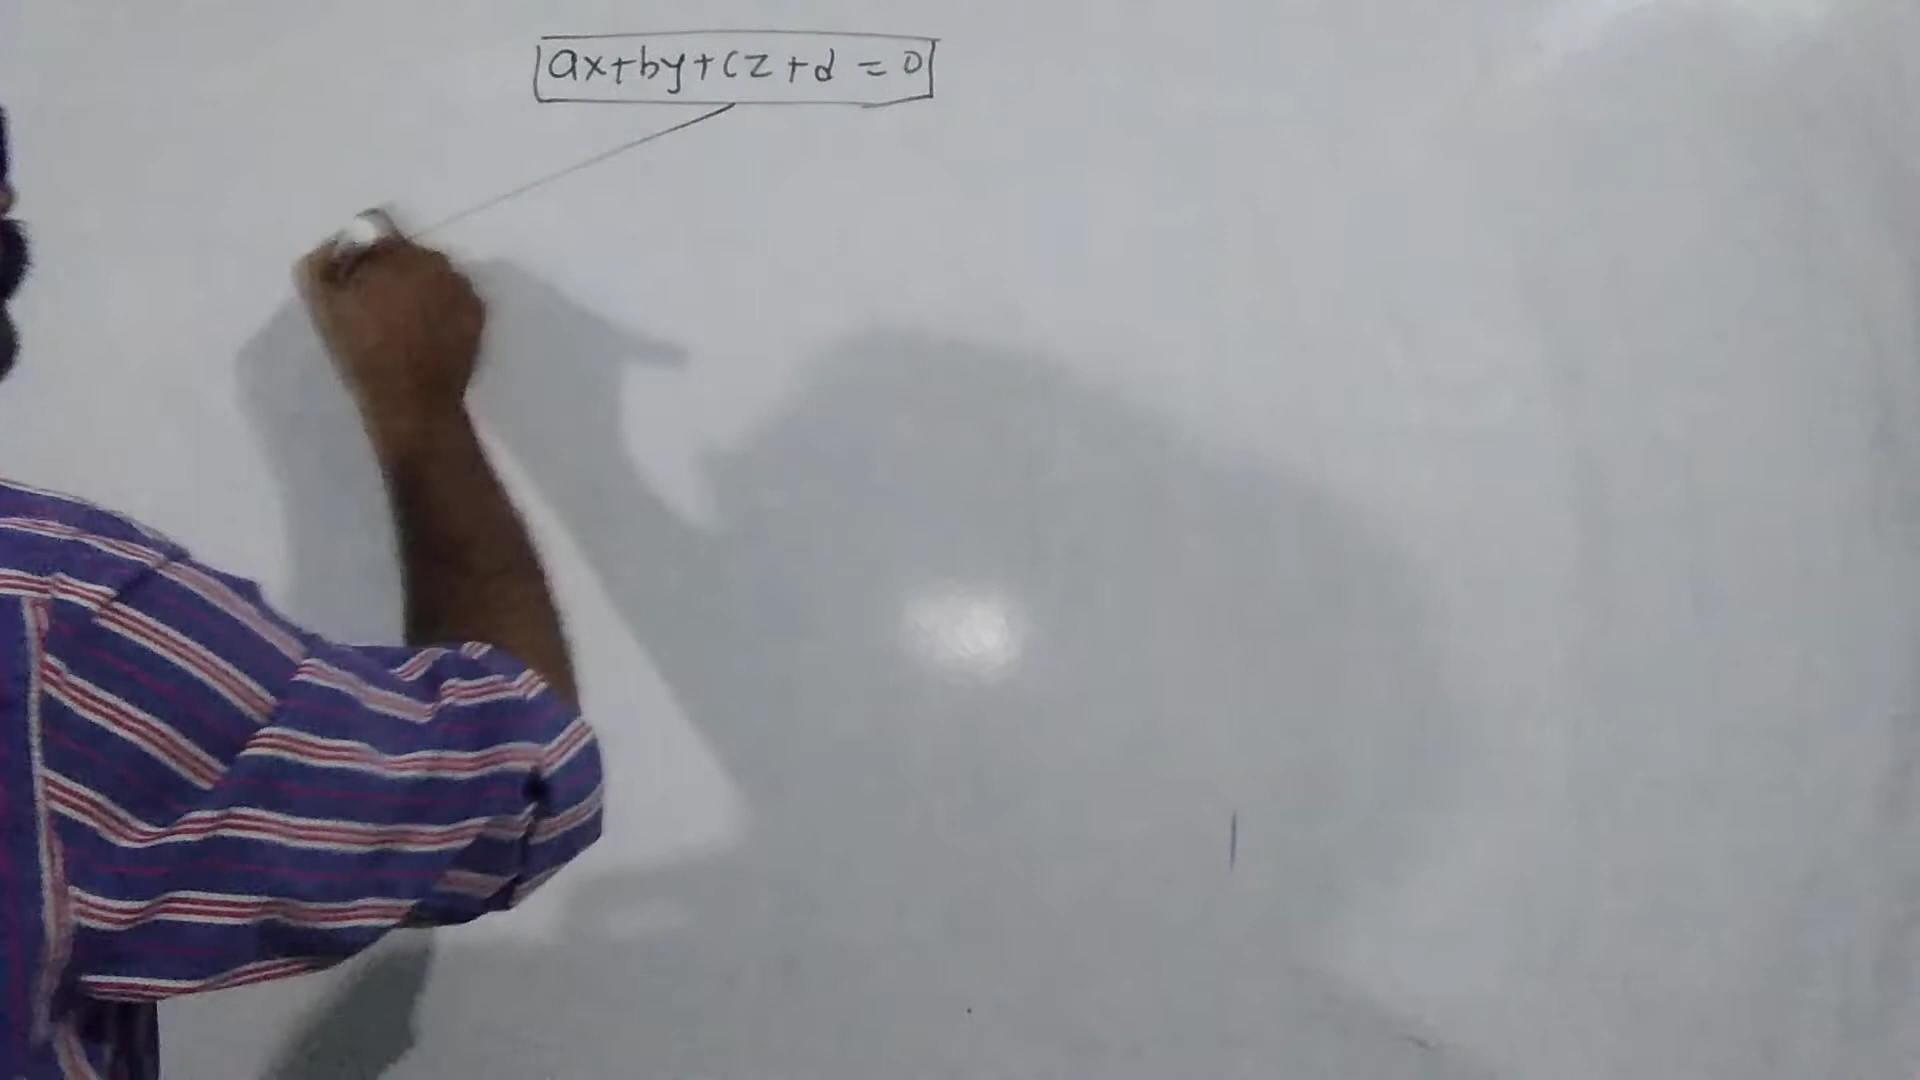 ax+by+cz+d = 0